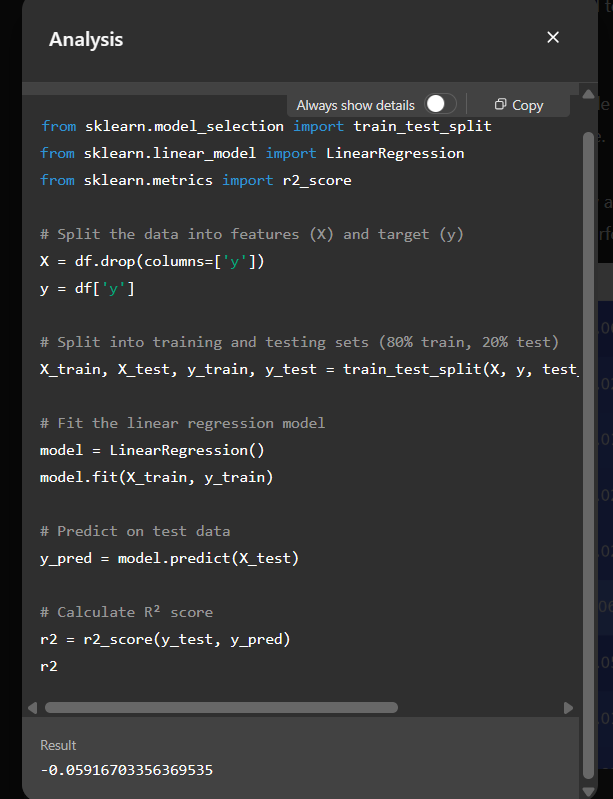 Analysis
Always show details
Copy
from sklearn.model_selection import train_test_split
from sklearn.linear_model import LinearRegression
from sklearn.metrics import r2_score
# Split the data into features (X) and target (y)
X = df.drop(columns=['y'])
y = df['y']
# Split into training and testing sets (80% train, 20% test)
X_train, X_test, y_train, y_test = train_test_split(X, y, test_
# Fit the linear regression model
model = LinearRegression()
model.fit(X_train, y_train)
# Predict on test data
y_pred = model.predict(X_test)
# Calculate R² score
r2 = r2_score(y_test, y_pred)
r2
Result
-0.05916703356369535